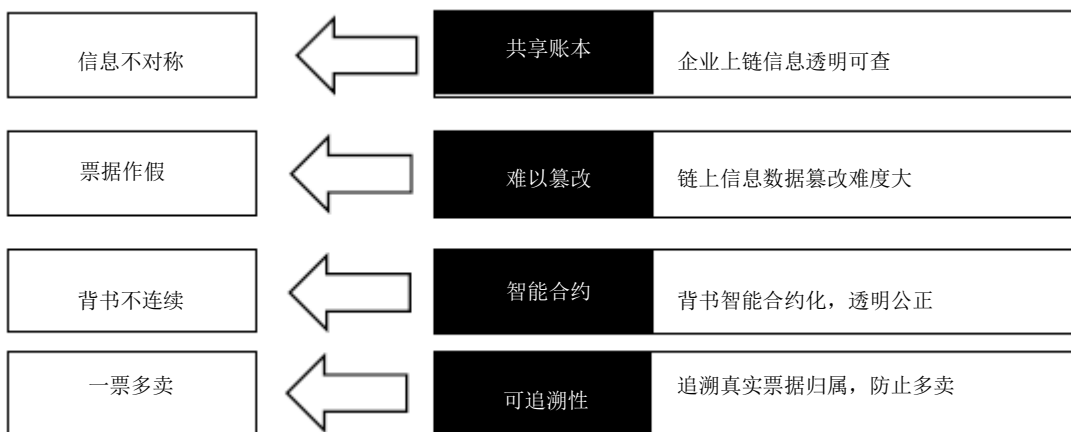 信息不对称
共享账本
企业上链信息透明可查
票据作假
难以篡改
链上信息数据篡改难度大
背书不连续
智能合约
背书智能合约化，透明公正
一票多卖
可追溯性
追溯真实票据归属，防止多卖